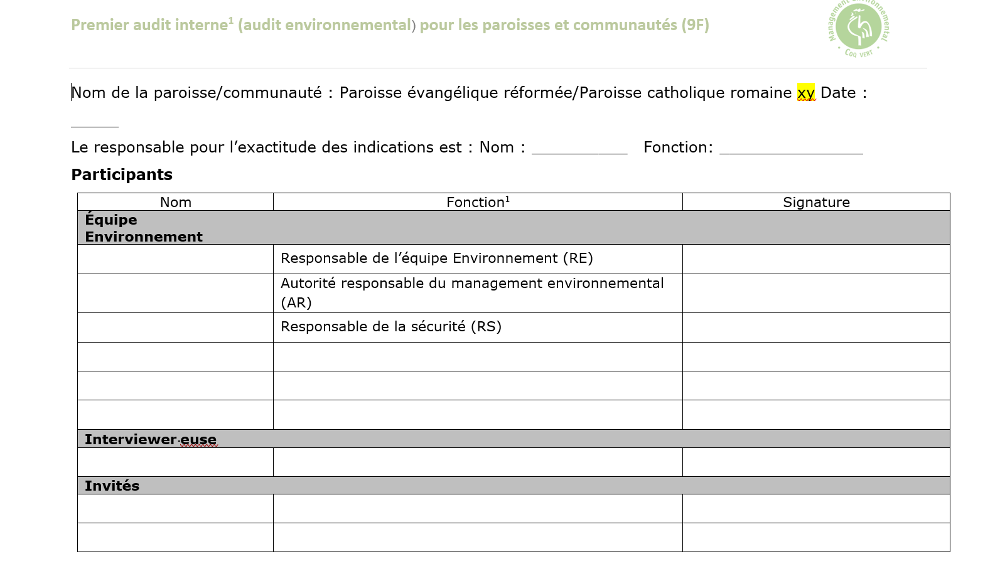 Premier audit interne¹ (audit environnemental) pour les paroisses et communautés (9F)
Management environnemental
• COQ VERT •
Nom de la paroisse/communauté : Paroisse évangélique réformée/Paroisse catholique romaine xy Date :
_____
Le responsable pour l’exactitude des indications est : Nom : __________ Fonction: _______________
Participants
Nom Fonction¹ Signature
Équipe
Environnement
Responsable de l’équipe Environnement (RE)
Autorité responsable du management environnemental
(AR)
Responsable de la sécurité (RS)
Interviewer·euse
Invités